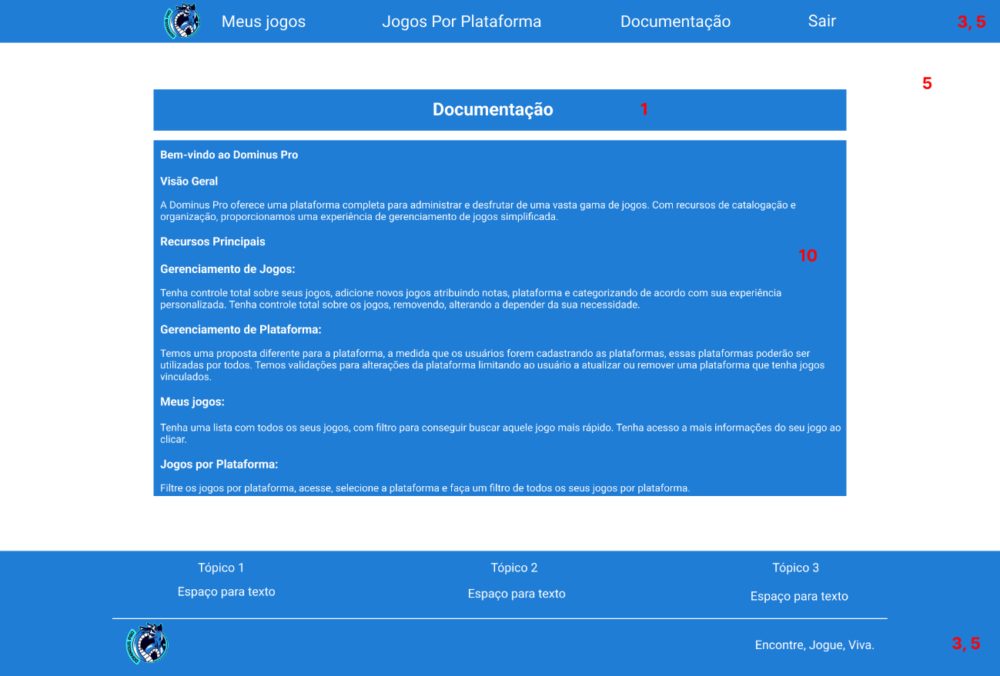 Meus jogos Jogos Por Plataforma Documentação Sair 3, 5
5
Documentação 1
Bem-vindo ao Dominus Pro
Visão Geral
A Dominus Pro oferece uma plataforma completa para administrar e desfrutar de uma vasta gama de jogos. Com recursos de catalogação e
organização, proporcionamos uma experiência de gerenciamento de jogos simplificada.
Recursos Principais
10
Gerenciamento de Jogos:
Tenha controle total sobre seus jogos, adicione novos jogos atribuindo notas, plataforma e categorizando de acordo com sua experiência
personalizada. Tenha controle total sobre os jogos, removendo, alterando a depender da sua necessidade.
Gerenciamento de Plataforma:
Temos uma proposta diferente para a plataforma, a medida que os usuários forem cadastrando as plataformas, essas plataformas poderão ser
utilizadas por todos. Temos validações para alterações da plataforma limitando ao usuário a atualizar ou remover uma plataforma que tenha jogos
vinculados.
Meus jogos:
Tenha uma lista com todos os seus jogos, com filtro para conseguir buscar aquele jogo mais rápido. Tenha acesso a mais informações do seu jogo ao
clicar.
Jogos por Plataforma:
Filtre os jogos por plataforma, acesse, selecione a plataforma e faça um filtro de todos os seus jogos por plataforma.
Tópico 1 Tópico 2 Tópico 3
Espaço para texto Espaço para texto Espaço para texto
Encontre, Jogue, Viva. 3, 5